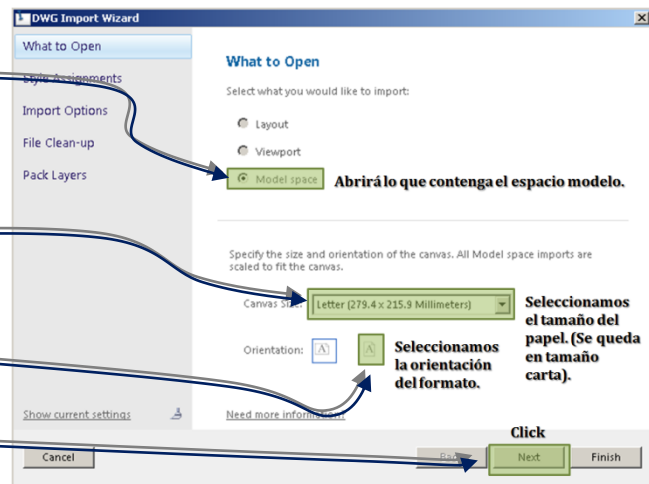 DWG Import Wizard
What to Open
Style Assignments
Import Options
File Clean-up
Pack Layers
What to Open
Select what you would like to import:
Layout
Viewport
Model space
Abrirá lo que contenga el espacio modelo.
Specify the size and orientation of the canvas. All Model space imports are
scaled to fit the canvas.
Canvas Size:
Letter (279.4 x 215.9 Millimeters)
Seleccionamos
el tamaño del
papel. (Se queda
en tamaño
carta).
Orientation:
A
A
Seleccionamos
la orientación
del formato.
Show current settings
Need more information?
Click
Cancel
Back
Next
Finish